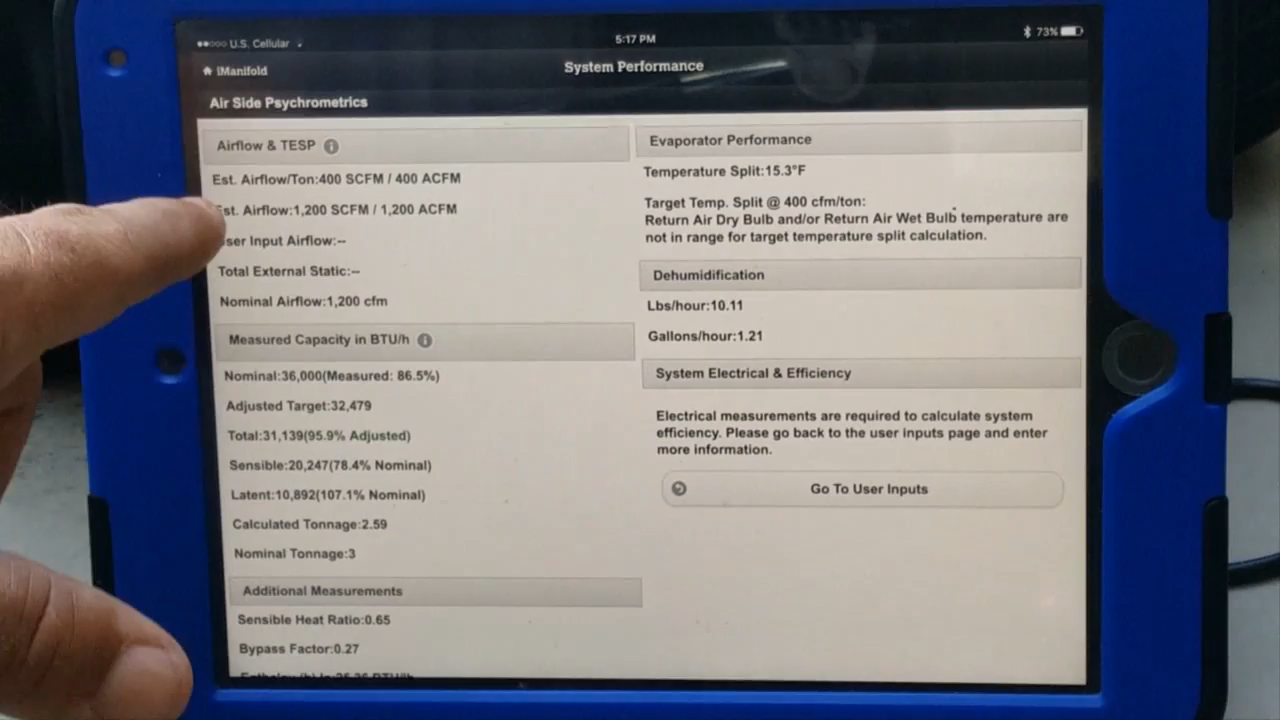 U.S. Cellular
5:17 PM
73%
iManifold
System Performance
Air Side Psychrometrics
Airflow & TESP
Est. Airflow/Ton:400 SCFM / 400 ACFM
st. Airflow:1,200 SCFM / 1,200 ACFM
ser Input Airflow:--
Total External Static:--
Nominal Airflow:1,200 cfm
Measured Capacity in BTU/h
Nominal:36,000(Measured: 86.5%)
Adjusted Target:32,479
Total:31,139(95.9% Adjusted)
Sensible:20,247(78.4% Nominal)
Latent:10,892(107.1% Nominal)
Calculated Tonnage:2.59
Nominal Tonnage:3
Additional Measurements
Sensible Heat Ratio:0.65
Bypass Factor:0.27
Evaporator Performance
Temperature Split:15.3°F
Target Temp. Split @ 400 cfm/ton:
Return Air Dry Bulb and/or Return Air Wet Bulb temperature are
not in range for target temperature split calculation.
Dehumidification
Lbs/hour:10.11
Gallons/hour:1.21
System Electrical & Efficiency
Electrical measurements are required to calculate system
efficiency. Please go back to the user inputs page and enter
more information.
Go To User Inputs